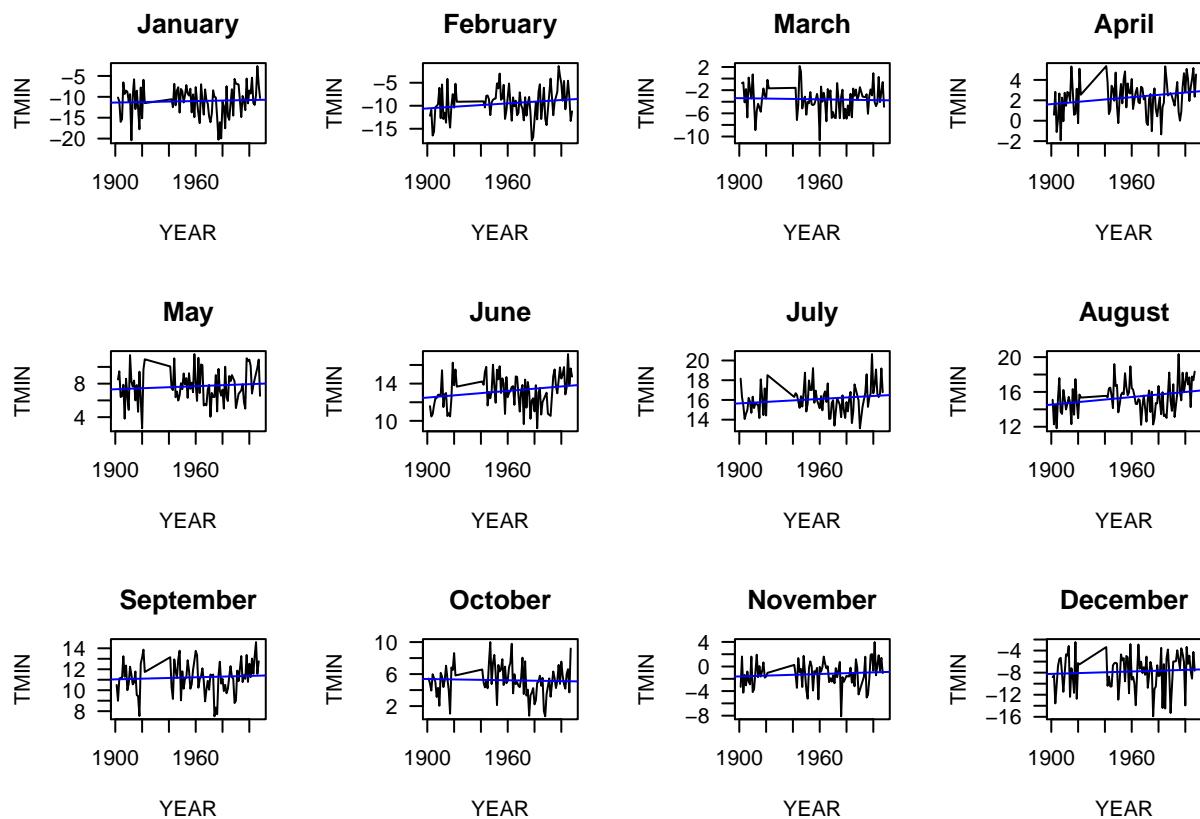 January
February
March
April
TMIN
−5
−10
−15
−20
1900
1960
YEAR
TMIN
−5
−10
−15
1900
1960
YEAR
TMIN
2
−2
−6
−10
1900
1960
YEAR
TMIN
4
2
0
−2
1900
1960
YEAR
May
June
July
August
TMIN
8
4
1900
1960
YEAR
TMIN
14
10
1900
1960
YEAR
TMIN
20
18
16
14
1900
1960
YEAR
TMIN
20
16
12
1900
1960
YEAR
September
October
November
December
TMIN
14
12
10
8
1900
1960
YEAR
TMIN
10
6
2
1900
1960
YEAR
TMIN
4
0
−4
−8
1900
1960
YEAR
TMIN
−4
−8
−12
−16
1900
1960
YEAR